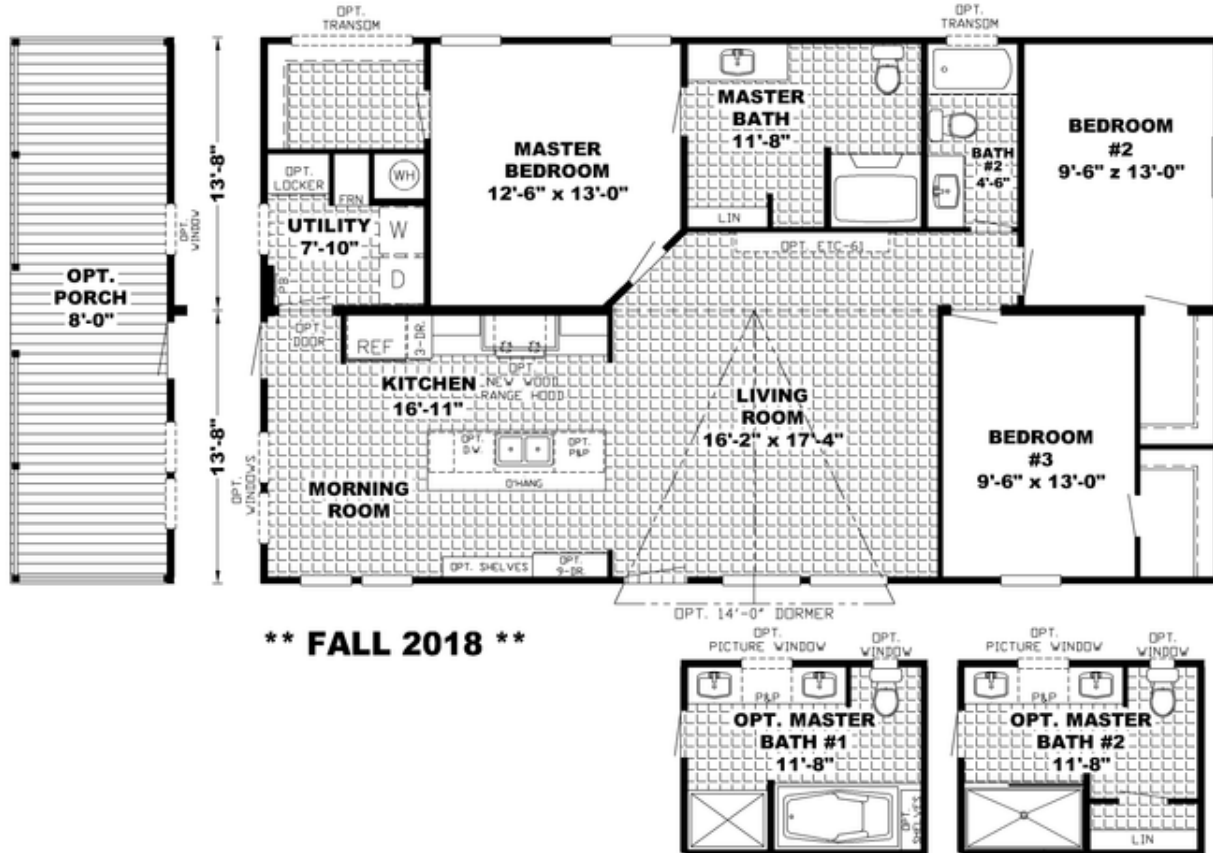 OPT.
TRANSOM
OPT.
TRANSOM
13'-8"
OPT.
LOCKER
FRN
WH
UTILITY
7'-10"
W
D
PB
OPT.
WINDOW
OPT.
PORCH
8'-0"
MASTER
BEDROOM
12'-6" x 13'-0"
MASTER
BATH
11'-8"
LIN
OPT. ETC-61
BATH
#2
4'-6"
BEDROOM
#2
9'-6" z 13'-0"
13'-8"
OPT.
DOOR
REF
3-DR.
KITCHEN
16'-11"
OPT.
NEW WOOD
RANGE HOOD
OPT.
D.W.
OPT.
P&P
O'HANG
MORNING
ROOM
OPT.
WINDOWS
OPT. SHELVES
OPT.
9-DR.
LIVING
ROOM
16'-2" x 17'-4"
OPT. 14'-0" DORMER
BEDROOM
#3
9'-6" x 13'-0"
** FALL 2018 **
OPT.
PICTURE WINDOW
OPT.
WINDOW
P&P
OPT. MASTER
BATH #1
11'-8"
OPT.
SHELVES
OPT.
PICTURE WINDOW
OPT.
WINDOW
P&P
OPT. MASTER
BATH #2
11'-8"
LIN